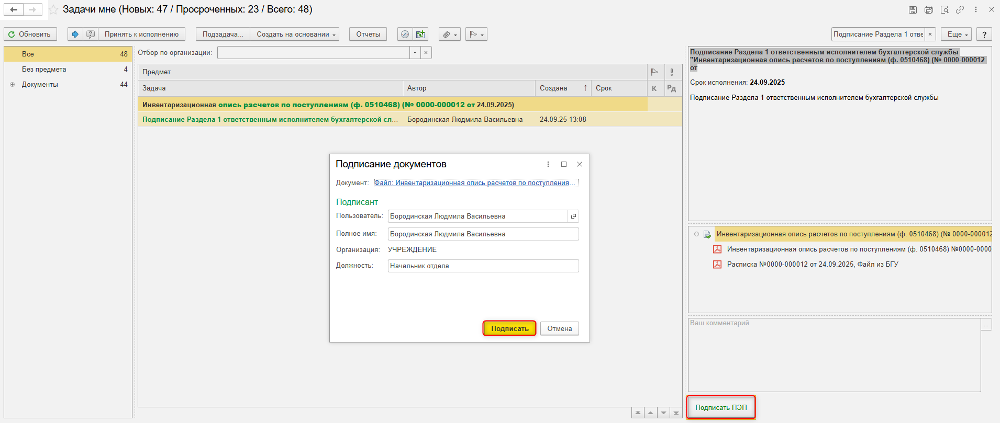 Задачи мне (Новых: 47 / Просроченных: 23 / Всего: 48)
Обновить
Принять к исполнению
Подзадача...
Создать на основании
Отчеты
Подписание Раздела 1 отве
×
Еще
?
Все 48
Без предмета 4
Документы 44
Отбор по организации:
×
Предмет
Задача Автор Создана ↑ Срок К Рд
Инвентаризационная опись расчетов по поступлениям (ф. 0510468) (№ 0000-000012 от 24.09.2025)
Подписание Раздела 1 ответственным исполнителем бухгалтерской сл... Бородинская Людмила Васильевна 24.09.25 13:08
Подписание документов
Документ: Файл: Инвентаризационная опись расчетов по поступления...
Подписант
Пользователь: Бородинская Людмила Васильевна
Полное имя: Бородинская Людмила Васильевна
Организация: УЧРЕЖДЕНИЕ
Должность: Начальник отдела
Подписать
Отмена
Подписание Раздела 1 ответственным исполнителем бухгалтерской службы
"Инвентаризационная опись расчетов по поступлениям (ф. 0510468) (№ 0000-000012
от
Срок исполнения: 24.09.2025
Подписание Раздела 1 ответственным исполнителем бухгалтерской службы
Инвентаризационная опись расчетов по поступлениям (ф. 0510468) (№ 0000-000012
Инвентаризационная опись расчетов по поступлениям (ф. 0510468) №0000-0000
Расписка №0000-000012 от 24.09.2025, Файл из БГУ
Ваш комментарий
...
Подписать ПЭП